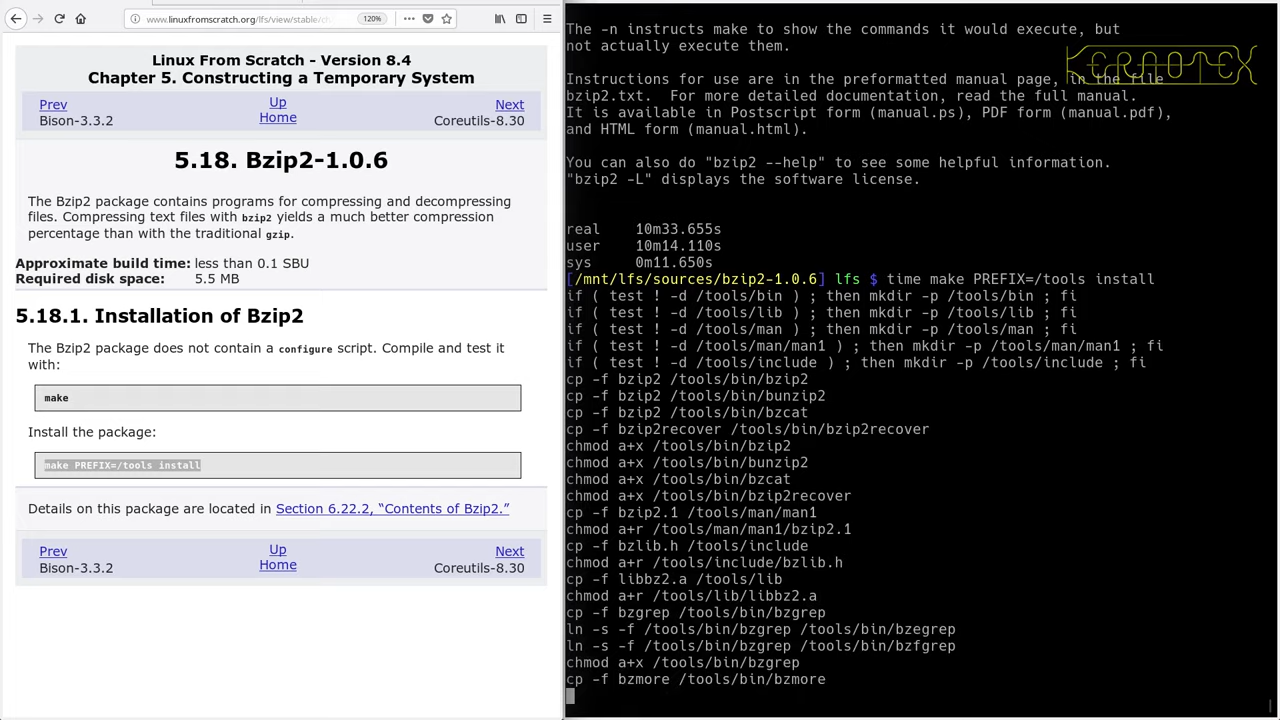 www.linuxfromscratch.org/lfs/view/stable/ch
120%
Linux From Scratch - Version 8.4
Chapter 5. Constructing a Temporary System
Prev
Up
Next
Bison-3.3.2
Home
Coreutils-8.30
5.18. Bzip2-1.0.6
The Bzip2 package contains programs for compressing and decompressing
files. Compressing text files with bzip2 yields a much better compression
percentage than with the traditional gzip.
Approximate build time: less than 0.1 SBU
Required disk space: 5.5 MB
5.18.1. Installation of Bzip2
The Bzip2 package does not contain a configure script. Compile and test it
with:
make
Install the package:
make PREFIX=/tools install
Details on this package are located in Section 6.22.2, “Contents of Bzip2.”
Prev
Up
Next
Bison-3.3.2
Home
Coreutils-8.30
The -n instructs make to show the commands it would execute, but
not actually execute them.
Instructions for use are in the preformatted manual page, in the file
bzip2.txt.  For more detailed documentation, read the full manual.
It is available in Postscript form (manual.ps), PDF form (manual.pdf),
and HTML form (manual.html).
You can also do "bzip2 --help" to see some helpful information.
"bzip2 -L" displays the software license.
real    10m33.655s
user    10m14.110s
sys     0m11.650s
[/mnt/lfs/sources/bzip2-1.0.6] lfs $ time make PREFIX=/tools install
if ( test ! -d /tools/bin ) ; then mkdir -p /tools/bin ; fi
if ( test ! -d /tools/lib ) ; then mkdir -p /tools/lib ; fi
if ( test ! -d /tools/man ) ; then mkdir -p /tools/man ; fi
if ( test ! -d /tools/man/man1 ) ; then mkdir -p /tools/man/man1 ; fi
if ( test ! -d /tools/include ) ; then mkdir -p /tools/include ; fi
cp -f bzip2 /tools/bin/bzip2
cp -f bzip2 /tools/bin/bunzip2
cp -f bzip2 /tools/bin/bzcat
cp -f bzip2recover /tools/bin/bzip2recover
chmod a+x /tools/bin/bzip2
chmod a+x /tools/bin/bunzip2
chmod a+x /tools/bin/bzcat
chmod a+x /tools/bin/bzip2recover
cp -f bzip2.1 /tools/man/man1
chmod a+r /tools/man/man1/bzip2.1
cp -f bzlib.h /tools/include
chmod a+r /tools/include/bzlib.h
cp -f libbz2.a /tools/lib
chmod a+r /tools/lib/libbz2.a
cp -f bzgrep /tools/bin/bzgrep
ln -s -f /tools/bin/bzgrep /tools/bin/bzegrep
ln -s -f /tools/bin/bzgrep /tools/bin/bzfgrep
chmod a+x /tools/bin/bzgrep
cp -f bzmore /tools/bin/bzmore